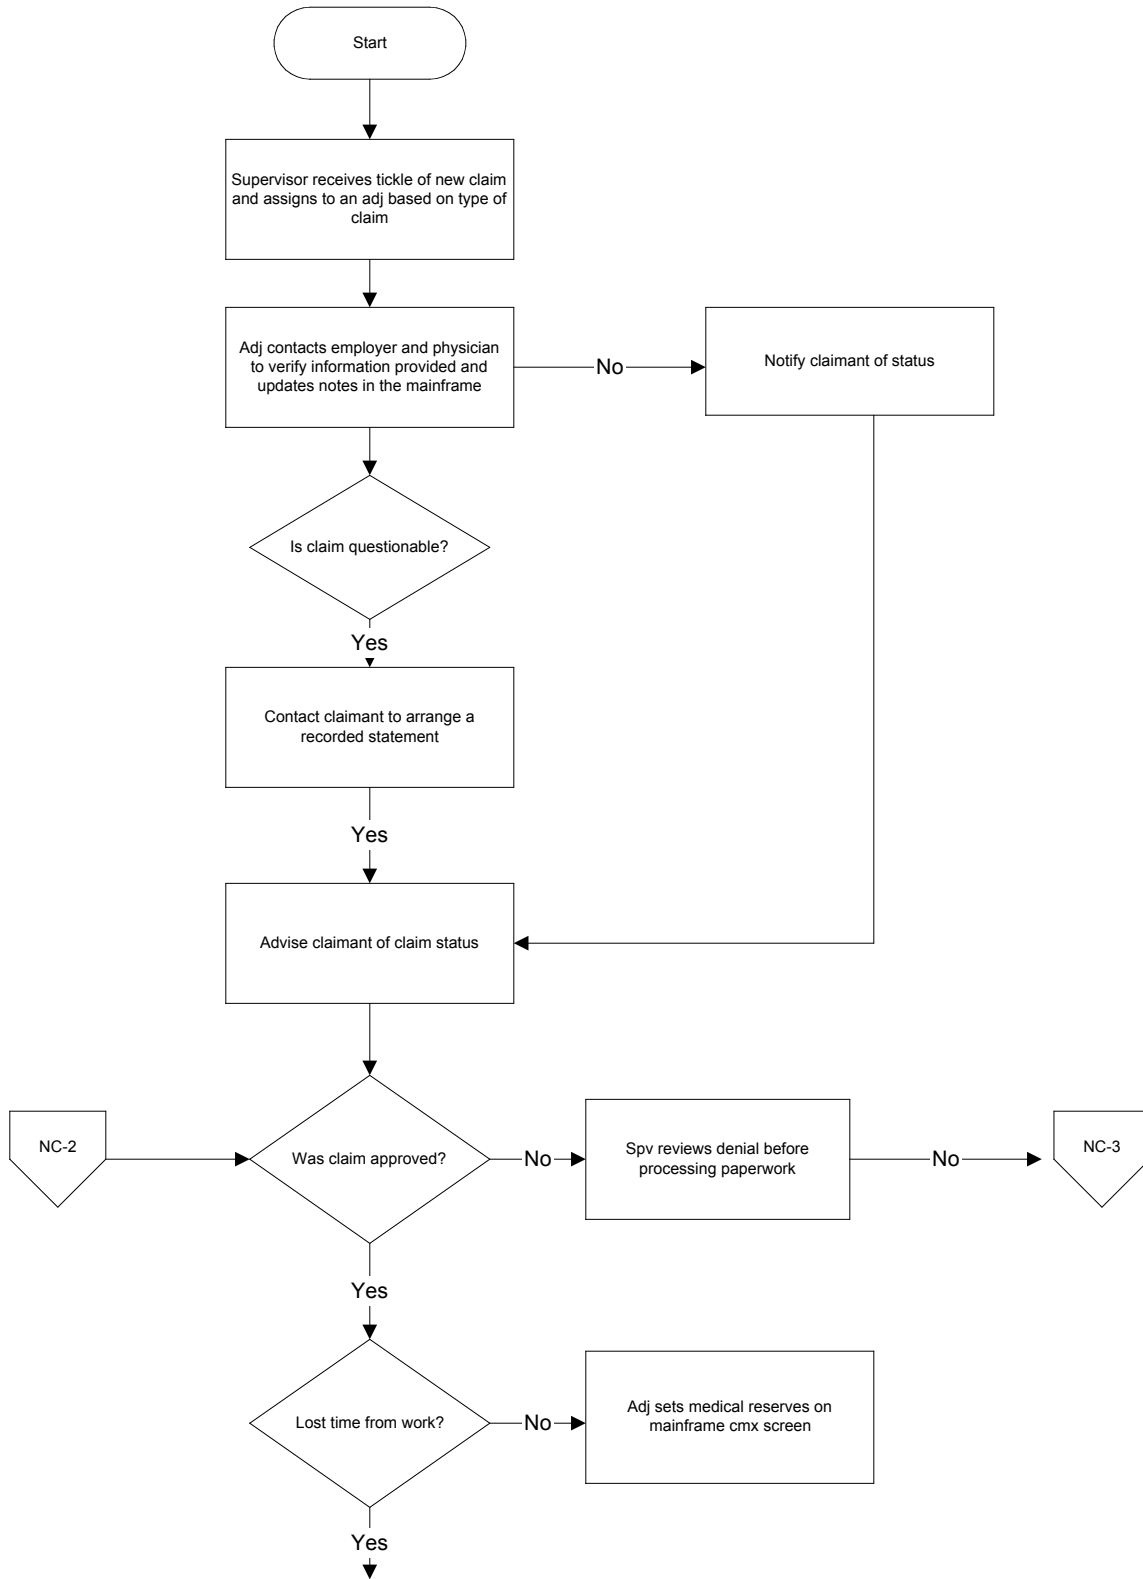 Start
Supervisor receives tickle of new claim
and assigns to an adj based on type of
claim
Adj contacts employer and physician
to verify information provided and
updates notes in the mainframe
No
Notify claimant of status
Is claim questionable?
Yes
Contact claimant to arrange a
recorded statement
Yes
Advise claimant of claim status
NC-2
Was claim approved?
No
Spv reviews denial before
processing paperwork
No
NC-3
Yes
Lost time from work?
No
Adj sets medical reserves on
mainframe cmx screen
Yes